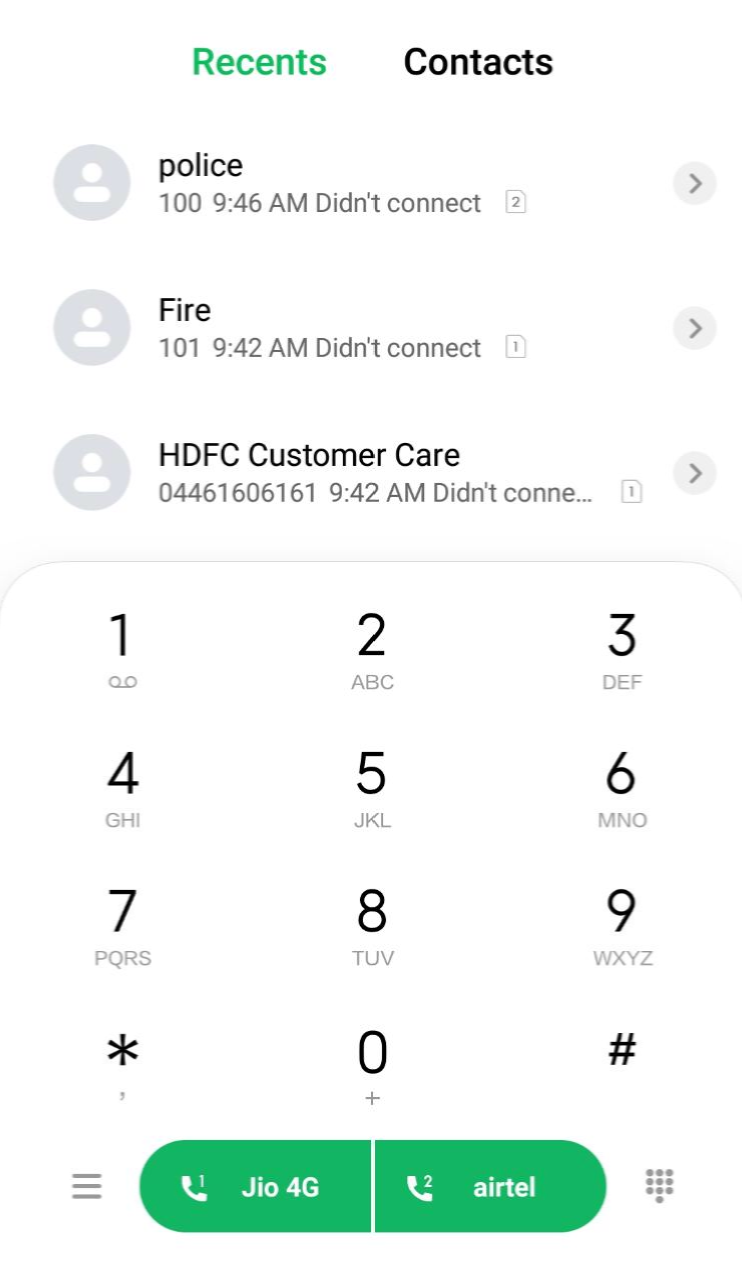 Recents Contacts
police
100 9:46 AM Didn't connect 2
Fire
101 9:42 AM Didn't connect 1
HDFC Customer Care
04461606161 9:42 AM Didn't conne... 1
1 2 3
ABC DEF
4 5 6
GHI JKL MNO
7 8 9
PQRS TUV WXYZ
* 0 #
, +
1 Jio 4G 2 airtel